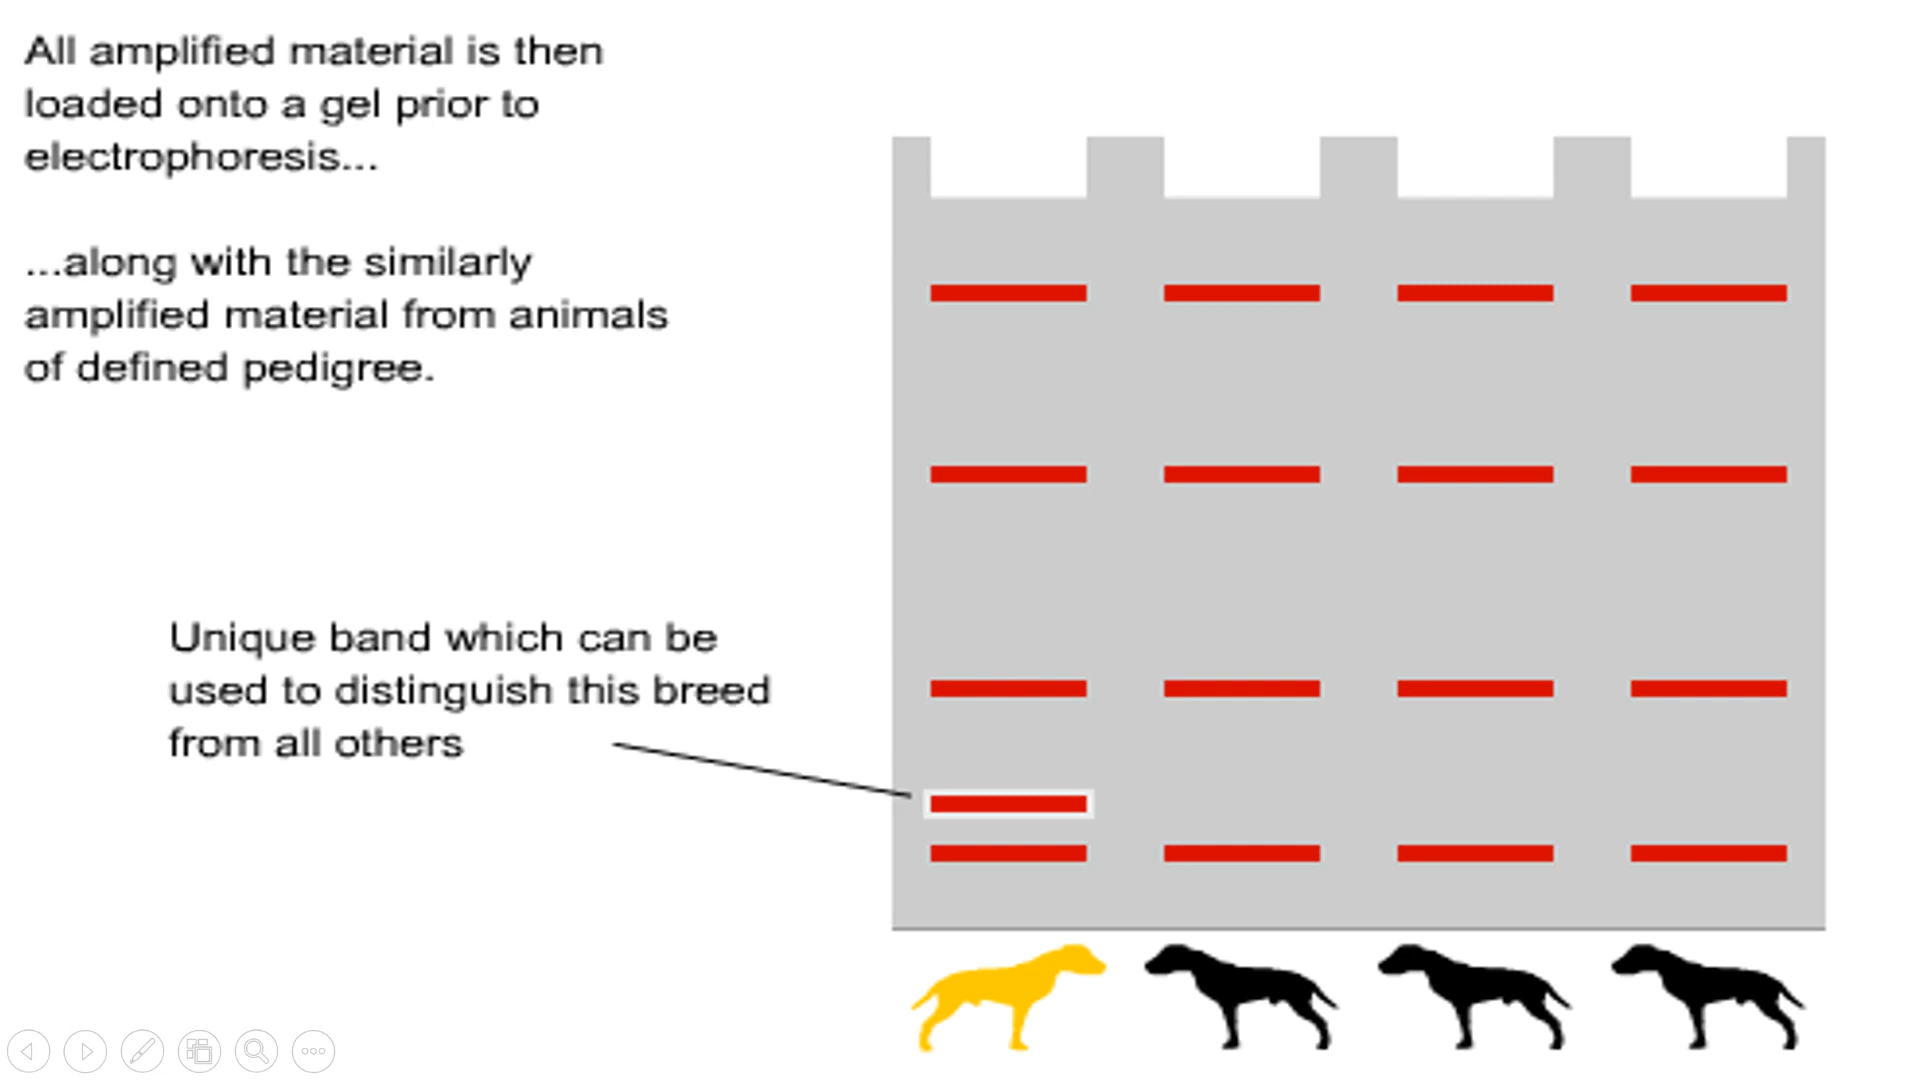 All amplified material is then
loaded onto a gel prior to
electrophoresis...
...along with the similarly
amplified material from animals
of defined pedigree.
Unique band which can be
used to distinguish this breed
from all others